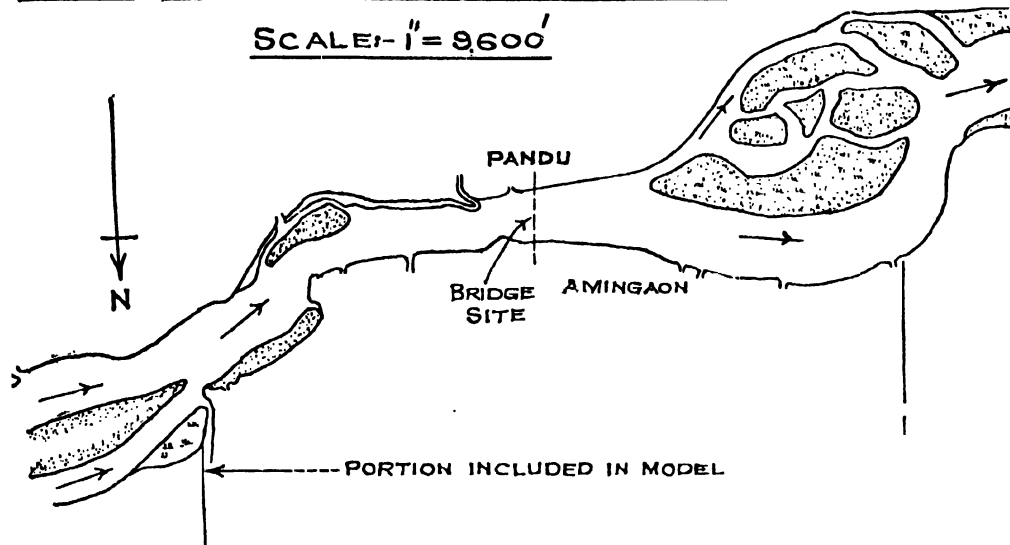 SCALE:- 1" = 9,600'
PANDU
N
BRIDGE
SITE
AMINGAON
PORTION INCLUDED IN MODEL